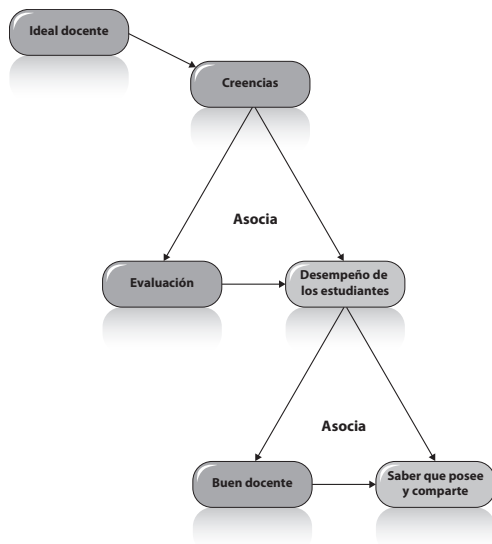 Ideal docente
Creencias
Asocia
Evaluación
Desempeño de
los estudiantes
Asocia
Buen docente
Saber que posee
y comparte